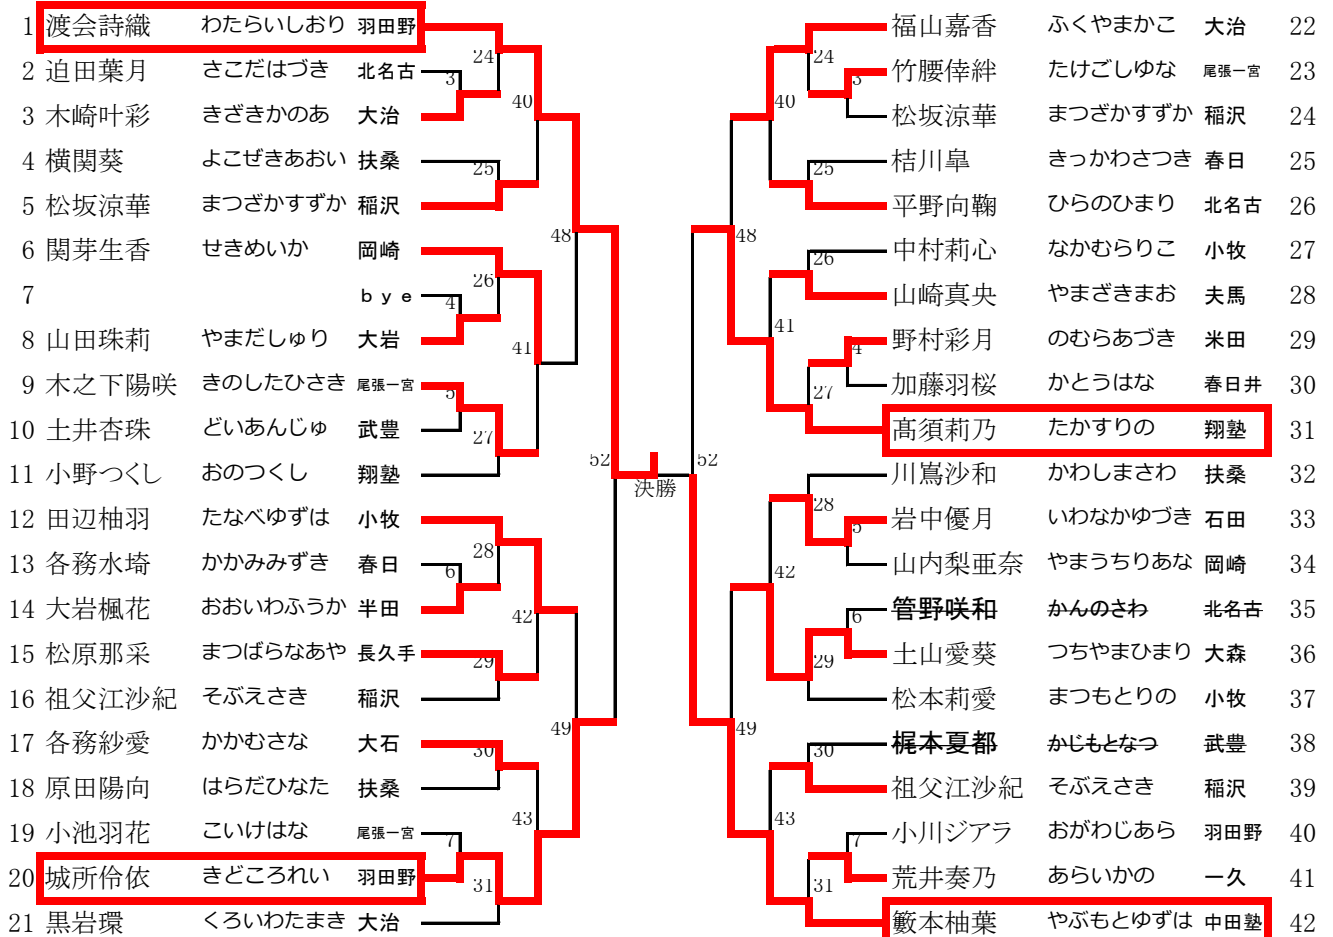 1 渡会詩織 わたらいしおり 羽田野
2 迫田葉月 さこだはづき 北名古
3 木崎叶彩 きざきかのあ 大治
4 横関葵 よこぜきあおい 扶桑
5 松坂涼華 まつざかすずか 稲沢
6 関芽生香 せきめいか 岡崎
7 ｂｙｅ
8 山田珠莉 やまだしゅり 大岩
9 木之下陽咲 きのしたひさき 尾張一宮
10 土井杏珠 どいあんじゅ 武豊
11 小野つくし おのつくし 翔塾
12 田辺柚羽 たなべゆずは 小牧
13 各務水埼 かかみみずき 春日
14 大岩楓花 おおいわふうか 半田
15 松原那采 まつばらなあや 長久手
16 祖父江沙紀 そぶえさき 稲沢
17 各務紗愛 かかむさな 大石
18 原田陽向 はらだひなた 扶桑
19 小池羽花 こいけはな 尾張一宮
20 城所伶依 きどころれい 羽田野
21 黒岩環 くろいわたまき 大治
3
4
5
6
7
24
25
26
27
28
29
30
31
40
41
42
43
48
49
52
決勝
52
48
49
40
41
42
43
24
25
26
27
28
29
30
31
3
4
5
6
7
福山嘉香 ふくやまかこ 大治 22
竹腰倖絆 たけごしゆな 尾張一宮 23
松坂涼華 まつざかすずか 稲沢 24
桔川皐 きっかわさつき 春日 25
平野向鞠 ひらのひまり 北名古 26
中村莉心 なかむらりこ 小牧 27
山崎真央 やまざきまお 夫馬 28
野村彩月 のむらあづき 米田 29
加藤羽桜 かとうはな 春日井 30
髙須莉乃 たかすりの 翔塾 31
川嶌沙和 かわしまさわ 扶桑 32
岩中優月 いわなかゆづき 石田 33
山内梨亜奈 やまうちりあな 岡崎 34
管野咲和 かんのさわ 北名古 35
土山愛葵 つちやまひまり 大森 36
松本莉愛 まつもとりの 小牧 37
梶本夏都 かじもとなつ 武豊 38
祖父江沙紀 そぶえさき 稲沢 39
小川ジアラ おがわじあら 羽田野 40
荒井奏乃 あらいかの 一久 41
籔本柚葉 やぶもとゆずは 中田塾 42